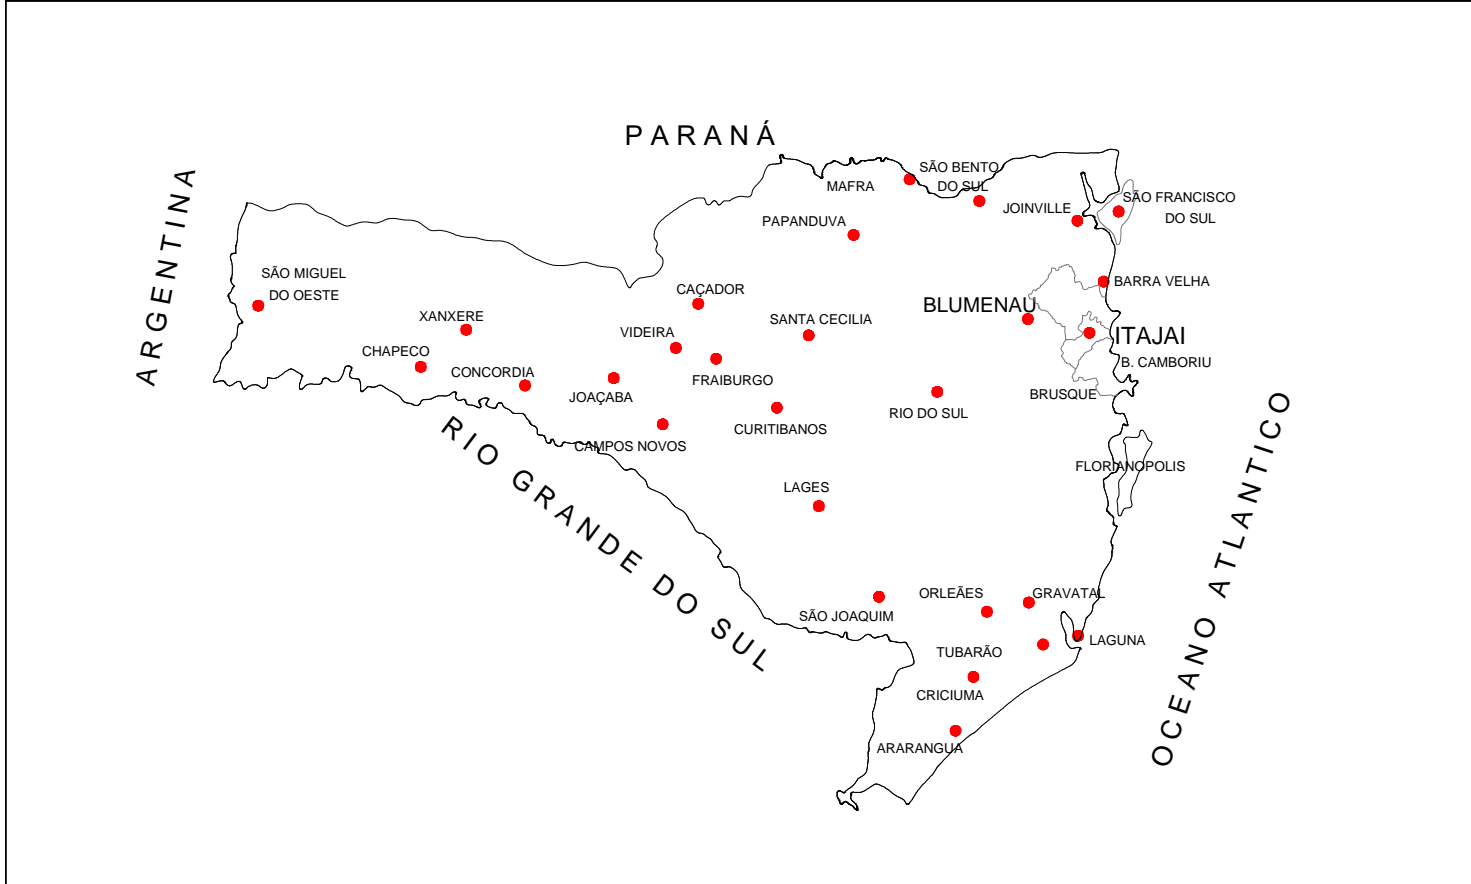 PARANÁ
ARGENTINA
SÃO BENTO
DO SUL
MAFRA
SÃO FRANCISCO
DO SUL
JOINVILLE
PAPANDUVA
SÃO MIGUEL
DO OESTE
BARRA VELHA
CAÇADOR
BLUMENAU
XANXERE
SANTA CECILIA
VIDEIRA
ITAJAI
CHAPECO
B. CAMBORIU
CONCORDIA
FRAIBURGO
JOAÇABA
BRUSQUE
RIO DO SUL
CURITIBANOS
CAMPOS NOVOS
FLORIANOPOLIS
LAGES
RIO GRANDE DO SUL
OCEANO ATLANTICO
ORLEÃES
GRAVATAL
SÃO JOAQUIM
LAGUNA
TUBARÃO
CRICIUMA
ARARANGUA